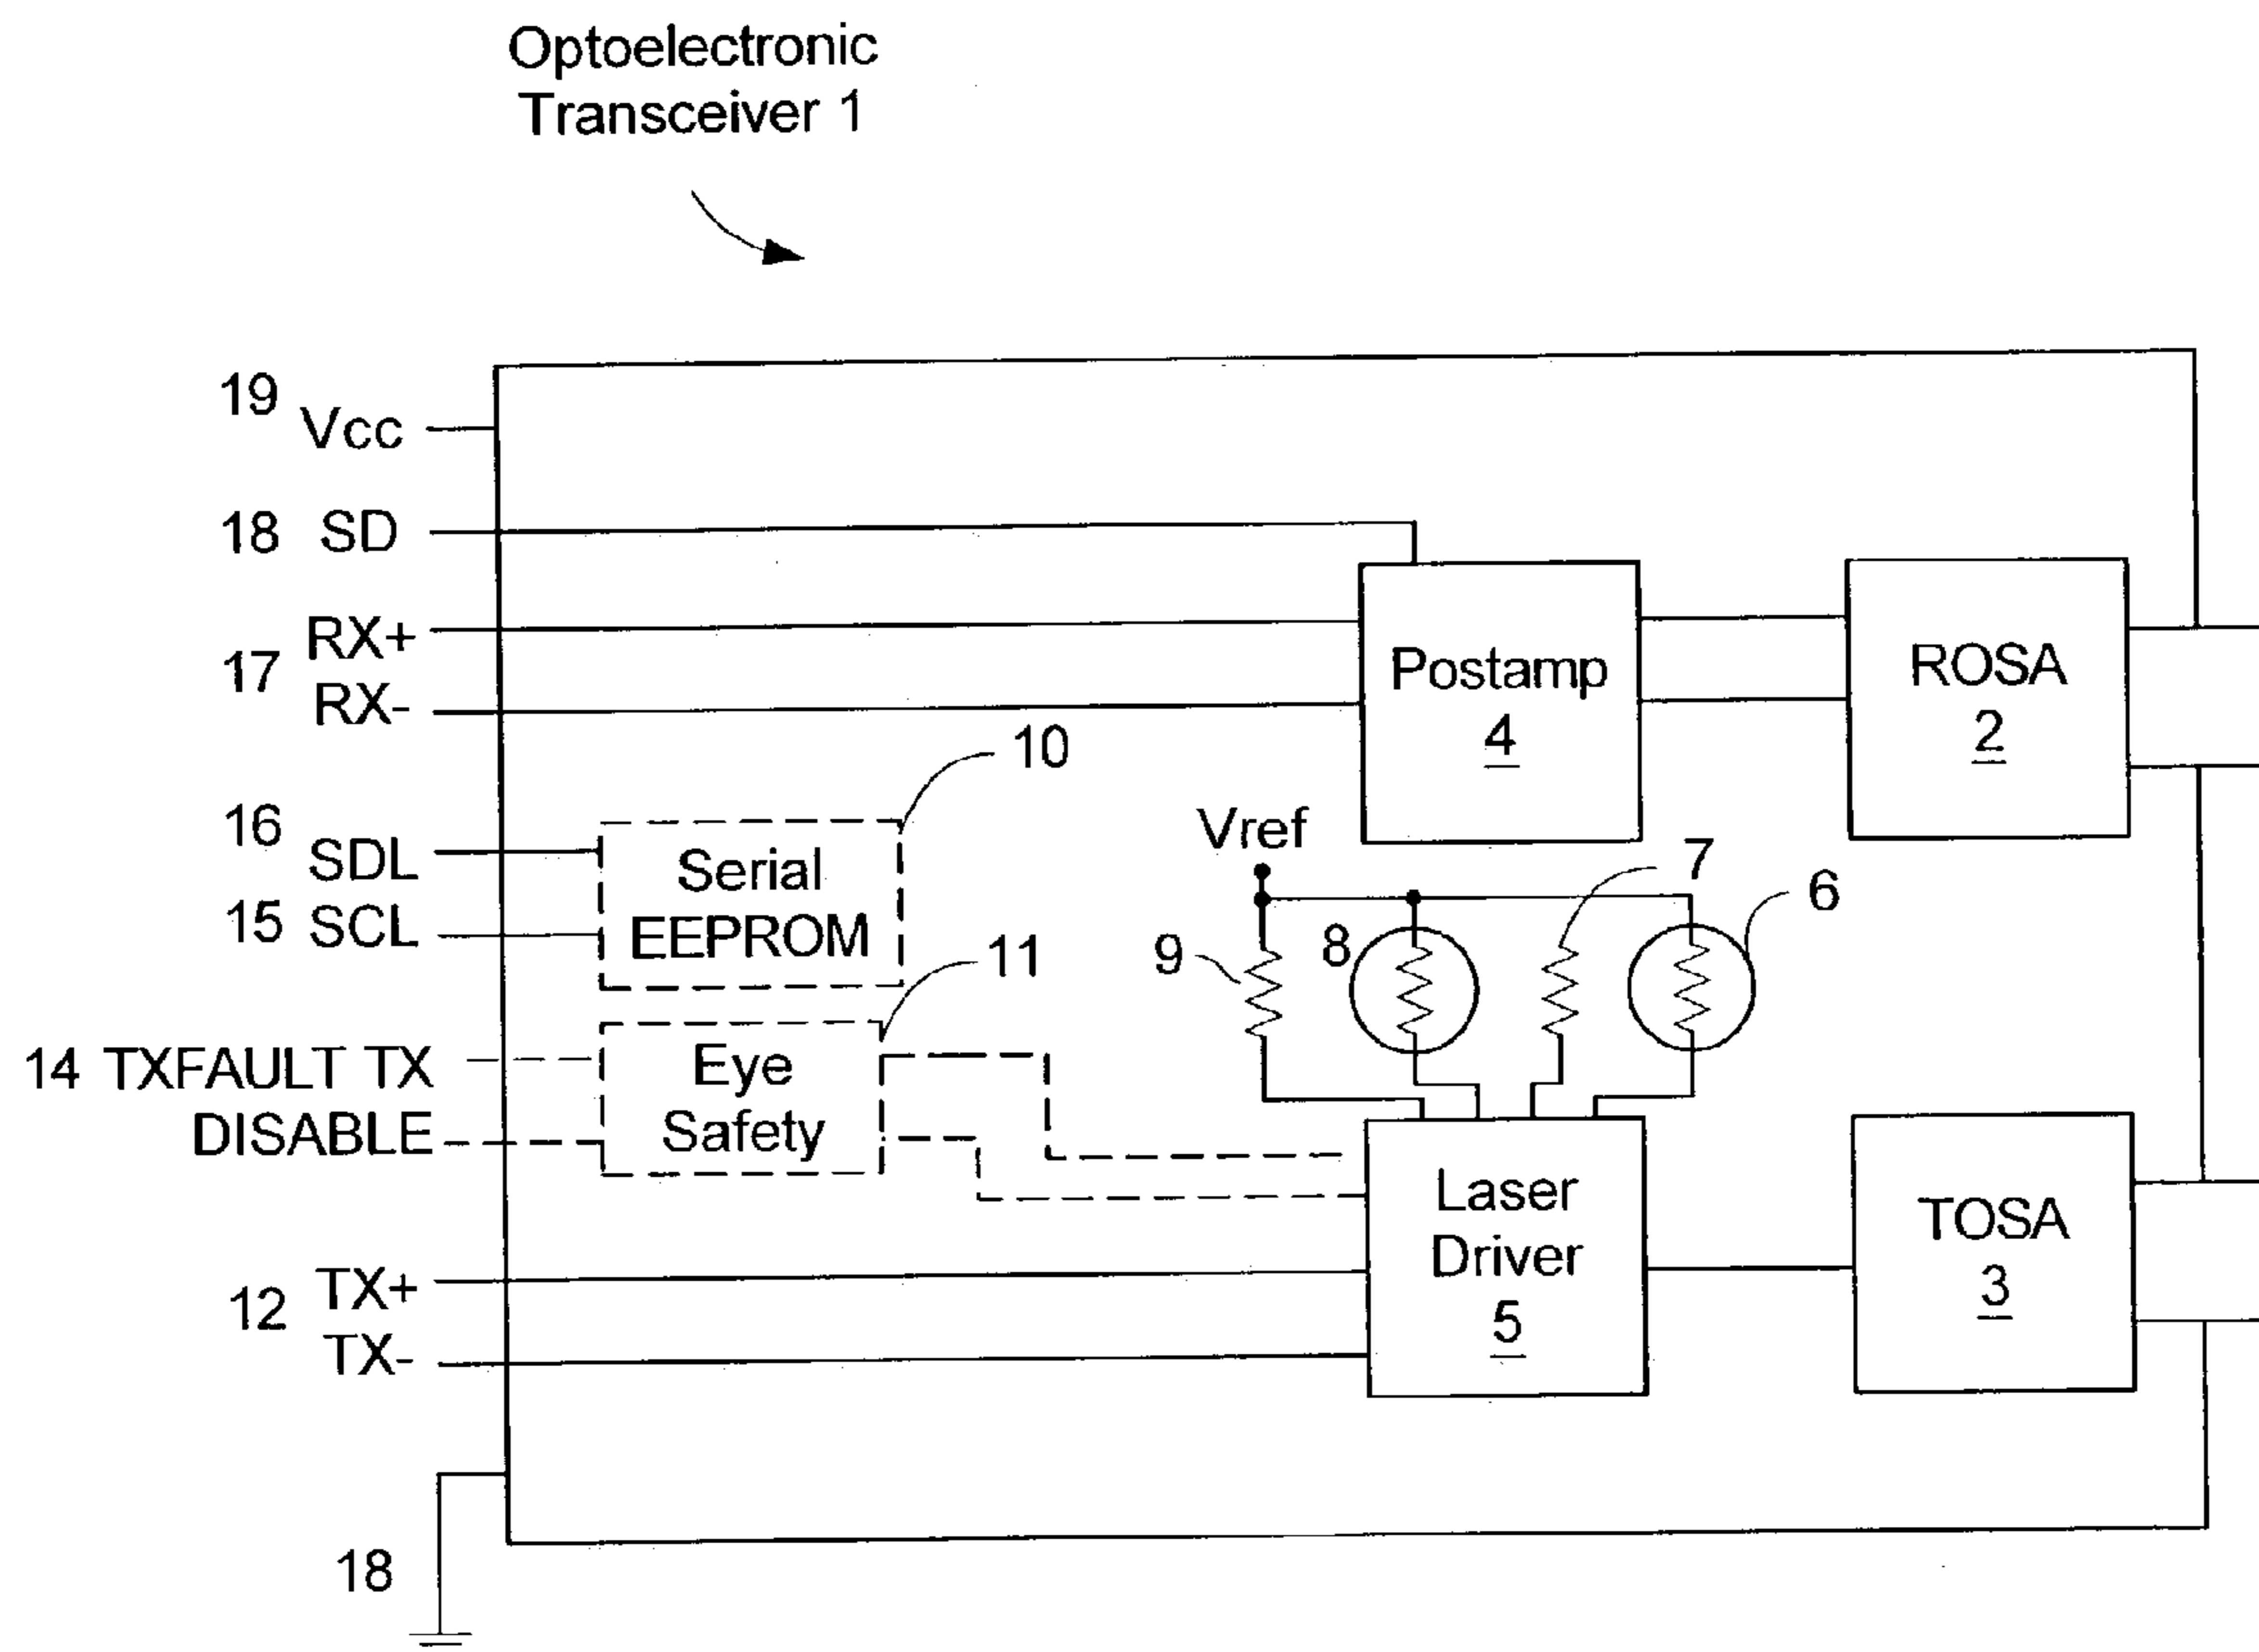 Optoelectronic
Transceiver 1
19
Vcc
18 SD
RX+
17
RX-
Postamp
4
ROSA
2
10
16
SDL
15 SCL
Serial
EEPROM
Vref
7
6
9
8
11
14 TXFAULT TX
DISABLE
Eye
Safety
Laser
Driver
5
TOSA
3
12
TX+
TX-
18